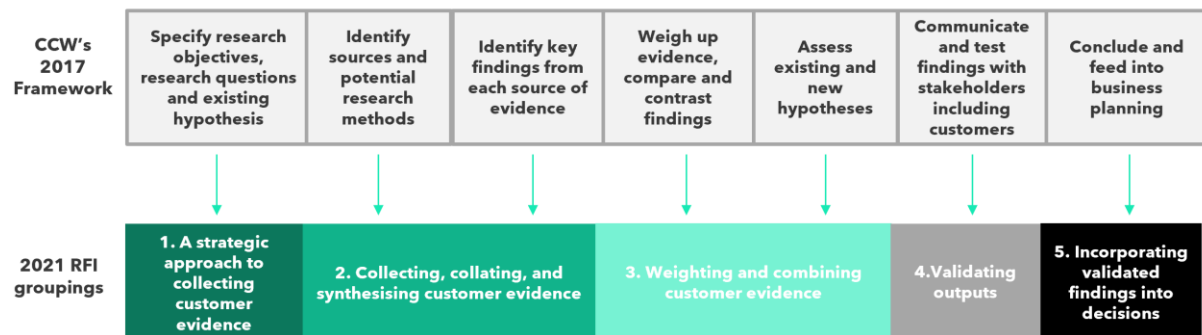 CCW's
2017
Framework
Specify research
objectives,
research questions
and existing
hypothesis
Identify
sources and
potential
research
methods
Identify key
findings from
each source of
evidence
Weigh up
evidence,
compare and
contrast
findings
Assess
existing and
new
hypotheses
Communicate
and test
findings with
stakeholders
including
customers
Conclude and
feed into
business
planning
2021 RFI
groupings
1. A strategic
approach to
collecting
customer
evidence
2. Collecting, collating, and
synthesising customer evidence
3. Weighting and combining
customer evidence
4.Validating
outputs
5. Incorporating
validated
findings into
decisions